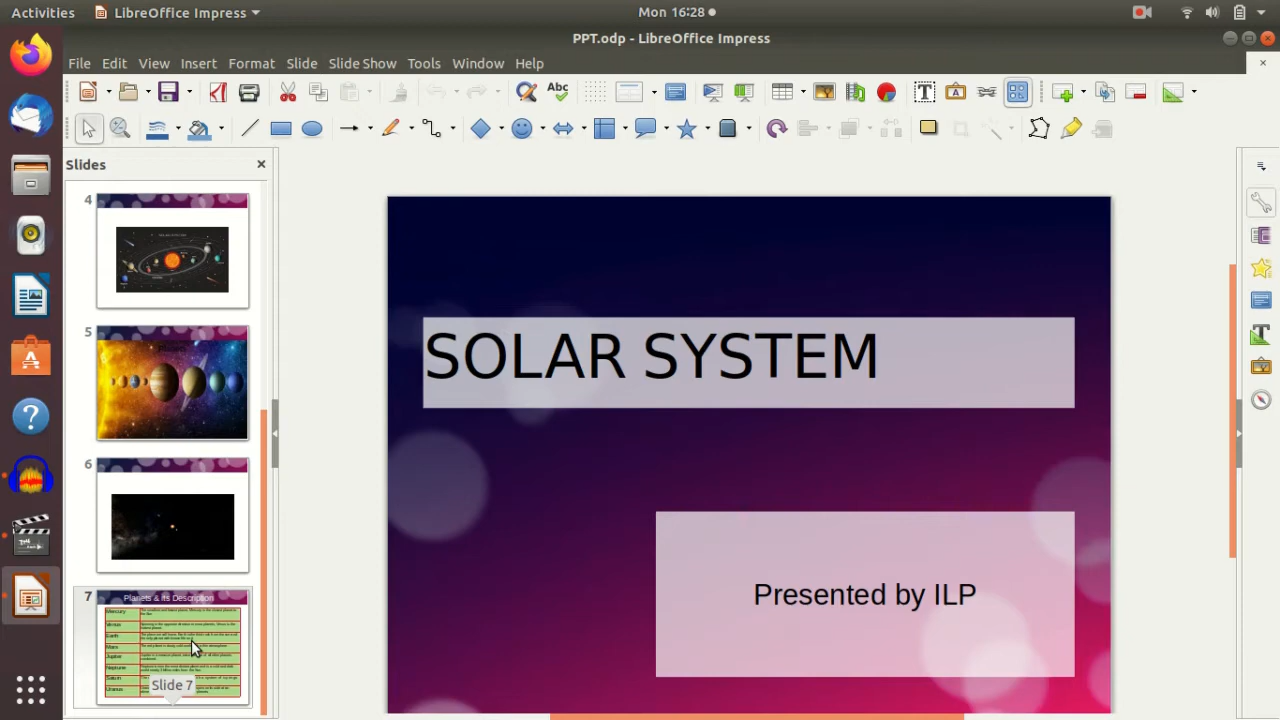 Activities LibreOffice Impress Mon 16:28
PPT.odp - LibreOffice Impress
File Edit View Insert Format Slide Slide Show Tools Window Help
Abc
Slides
4
5
6
7
Planets & its Description
Mercury
Venus
Earth
Mars
Jupiter
Neptune
Saturn
Uranus
Slide 7
SOLAR SYSTEM
Presented by ILP